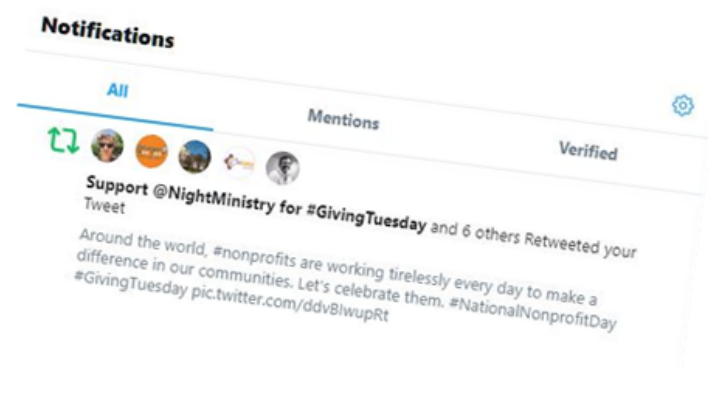 Notifications
All
Mentions
Verified
Support @NightMinistry for #GivingTuesday and 6 others Retweeted your
Tweet
Around the world, #nonprofits are working tirelessly every day to make a
difference in our communities. Let's celebrate them. #NationalNonprofitDay
#GivingTuesday pic.twitter.com/ddvBIwupRt